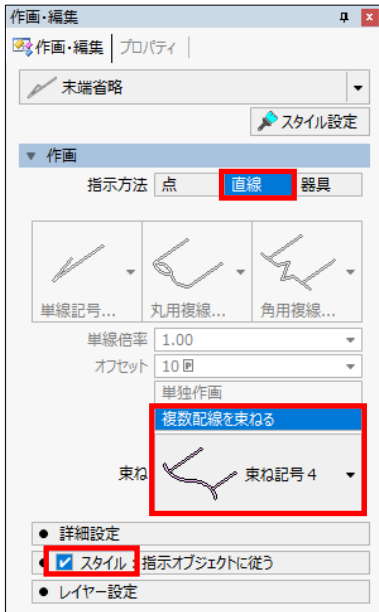 作画・編集
作画・編集 プロパティ
末端省略
スタイル設定
作画
指示方法 点 直線 器具
単線記号... 丸用複線... 角用複線...
単線倍率 1.00
オフセット 10 P
単独作画
複数配線を束ねる
束ね 束ね記号4
詳細設定
スタイル：指示オブジェクトに従う
レイヤー設定